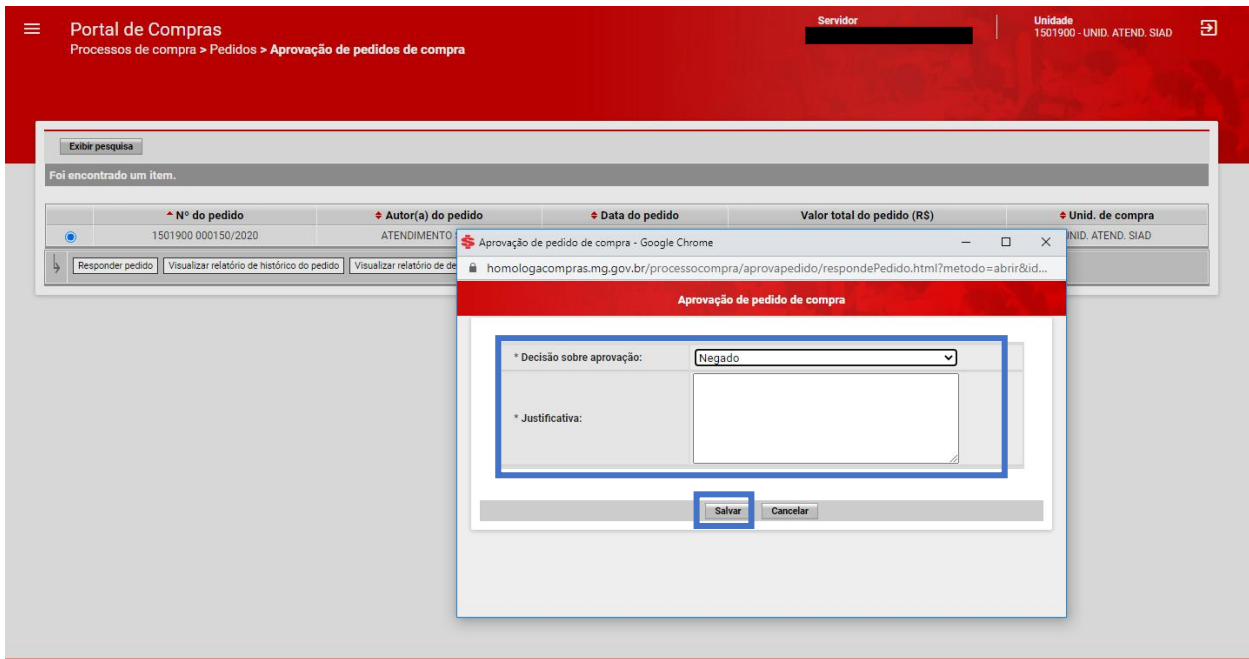 Portal de Compras
Processos de compra > Pedidos > Aprovação de pedidos de compra
Servidor
Unidade
1501900 - UNID. ATEND. SIAD
Exibir pesquisa
Foi encontrado um item.
Nº do pedido Autor(a) do pedido Data do pedido Valor total do pedido (R$) Unid. de compra
1501900 000150/2020 ATENDIMENTO UNID. ATEND. SIAD
Responder pedido Visualizar relatório de histórico do pedido Visualizar relatório de de
Aprovação de pedido de compra - Google Chrome
homologacompras.mg.gov.br/processocompra/aprovapedido/respondePedido.html?metodo=abrir&id...
Aprovação de pedido de compra
* Decisão sobre aprovação: Negado
* Justificativa:
Salvar Cancelar